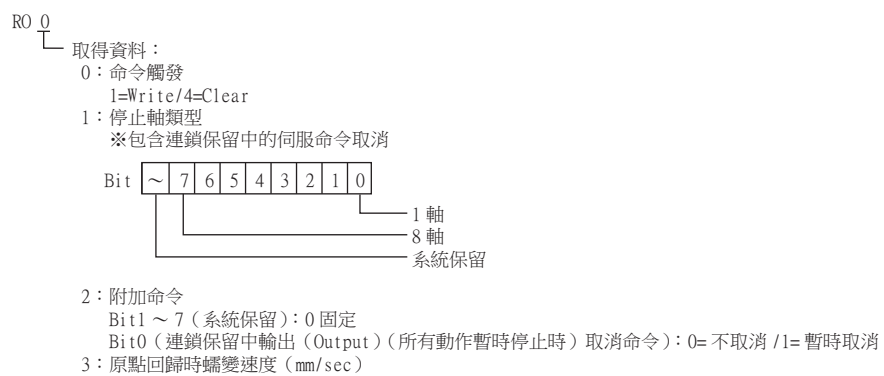 RO 0
取得資料：
0：命令觸發
1=Write/4=Clear
1：停止軸類型
※包含連鎖保留中的伺服命令取消
Bit ～ 7 6 5 4 3 2 1 0
1 軸
8 軸
系統保留
2：附加命令
Bit1 ～ 7（系統保留）：0 固定
Bit0（連鎖保留中輸出（Output）（所有動作暫時停止時）取消命令）：0= 不取消 /1= 暫時取消
3：原點回歸時蠕變速度（mm/sec）